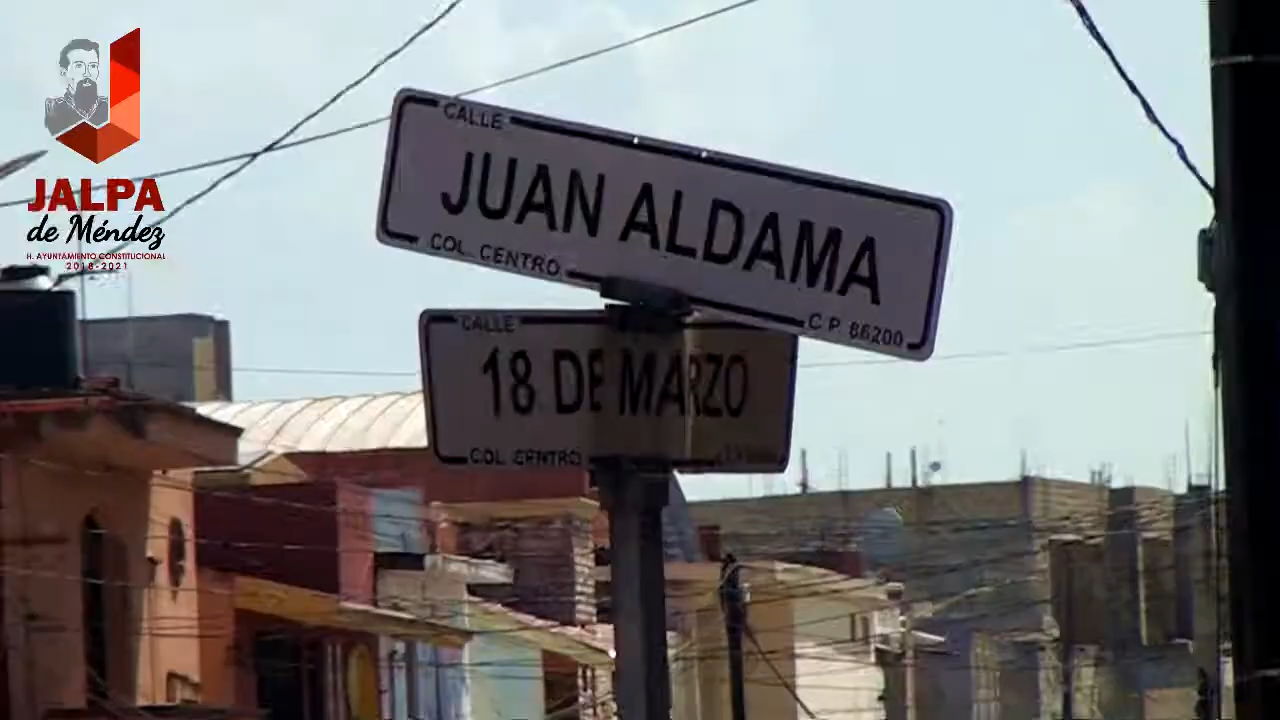 JALPA
de Méndez
H. AYUNTAMIENTO CONSTITUCIONAL
2018-2021
CALLE
JUAN ALDAMA
COL. CENTRO
C.P. 86200
CALLE
18 DE MARZO
COL. CENTRO